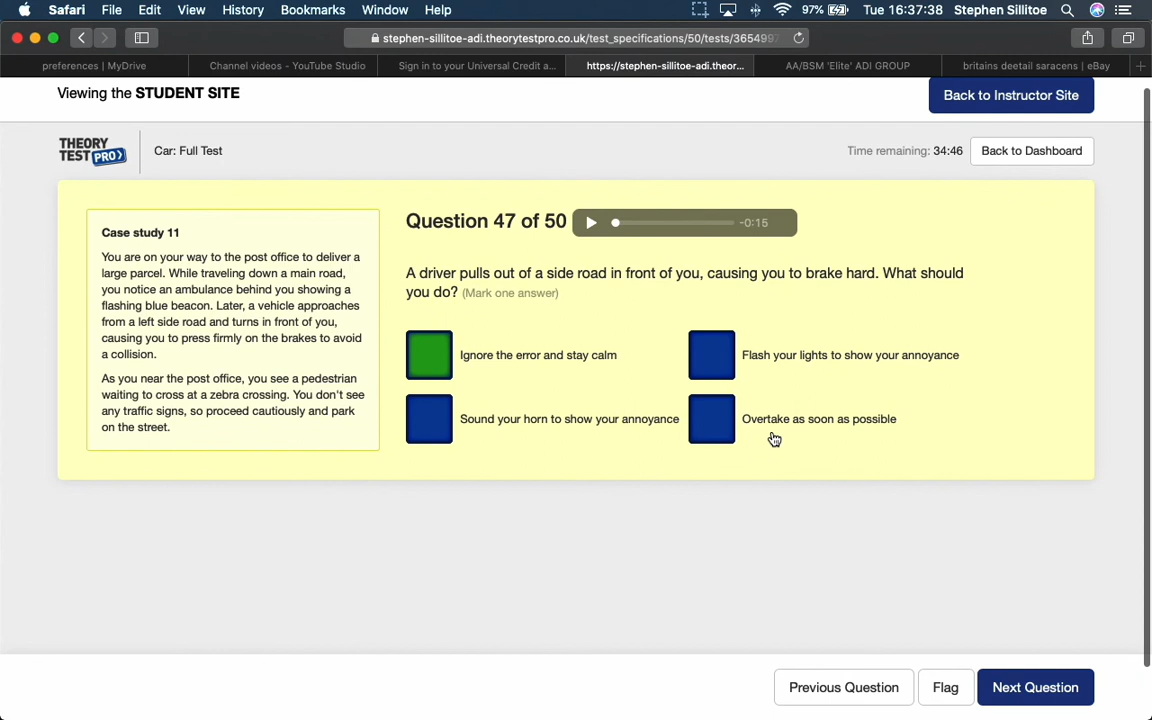 Safari File Edit View History Bookmarks Window Help 97% Tue 16:37:38 Stephen Sillitoe
stephen-sillitoe-adi.theorytestpro.co.uk/test_specifications/50/tests/3654997
preferences | MyDrive Channel videos - YouTube Studio Sign in to your Universal Credit a... https://stephen-sillitoe-adi.theor... AA/BSM 'Elite' ADI GROUP britains deetail saracens | eBay
Viewing the STUDENT SITE Back to Instructor Site
THEORY
TEST PRO
Car: Full Test Time remaining: 34:46 Back to Dashboard
Case study 11
You are on your way to the post office to deliver a
large parcel. While traveling down a main road,
you notice an ambulance behind you showing a
flashing blue beacon. Later, a vehicle approaches
from a left side road and turns in front of you,
causing you to press firmly on the brakes to avoid
a collision.
As you near the post office, you see a pedestrian
waiting to cross at a zebra crossing. You don't see
any traffic signs, so proceed cautiously and park
on the street.
Question 47 of 50 -0:15
A driver pulls out of a side road in front of you, causing you to brake hard. What should
you do? (Mark one answer)
Ignore the error and stay calm Flash your lights to show your annoyance
Sound your horn to show your annoyance Overtake as soon as possible
Previous Question Flag Next Question